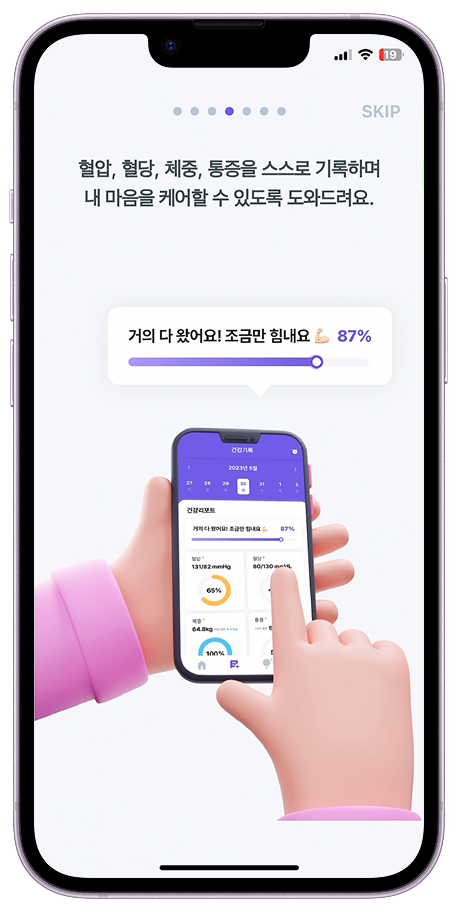 19
SKIP
혈압, 혈당, 체중, 통증을 스스로 기록하며
내 마음을 케어할 수 있도록 도와드려요.
거의 다 왔어요! 조금만 힘내요 💪🏻 87%
건강기록
2023년 5월
27 28 29 30 31 1 2
건강리포트
거의 다 왔어요! 조금만 힘내요 💪🏻 87%
혈압 혈당
131/82 mmHg 80/130 mg/dL
65%
체중 통증
64.8kg
100%